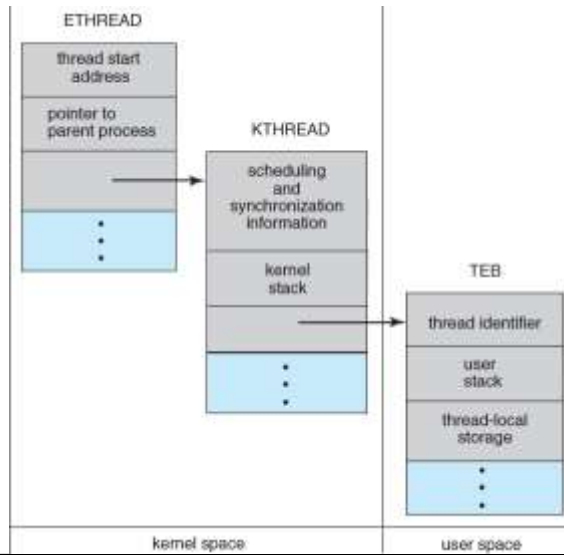 ETHREAD
thread start
address
pointer to
parent process
KTHREAD
scheduling
and
synchronization
information
kernel
stack
TEB
thread identifier
user
stack
thread-local
storage
kernel space
user space